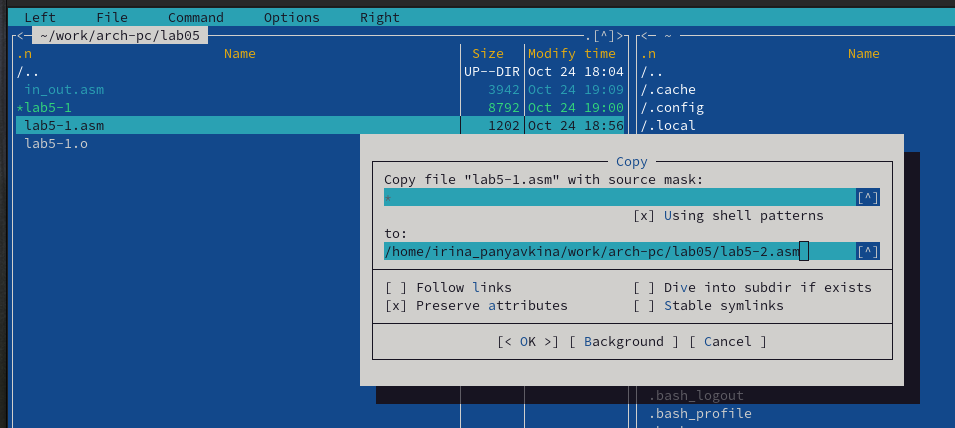 Left File Command Options Right
<─ ~/work/arch-pc/lab05 ─.[^]>
.n Name Size Modify time
/.. UP--DIR Oct 24 18:04
in_out.asm 3942 Oct 24 19:09
*lab5-1 8792 Oct 24 19:00
lab5-1.asm 1202 Oct 24 18:56
lab5-1.o
<─ ~
.n Name
/..
/.cache
/.config
/.local
Copy
Copy file "lab5-1.asm" with source mask:
* [^]
[x] Using shell patterns
to:
/home/irina_panyavkina/work/arch-pc/lab05/lab5-2.asm [^]
[ ] Follow links [ ] Dive into subdir if exists
[x] Preserve attributes [ ] Stable symlinks
[< OK >] [ Background ] [ Cancel ]
.bash_logout
.bash_profile